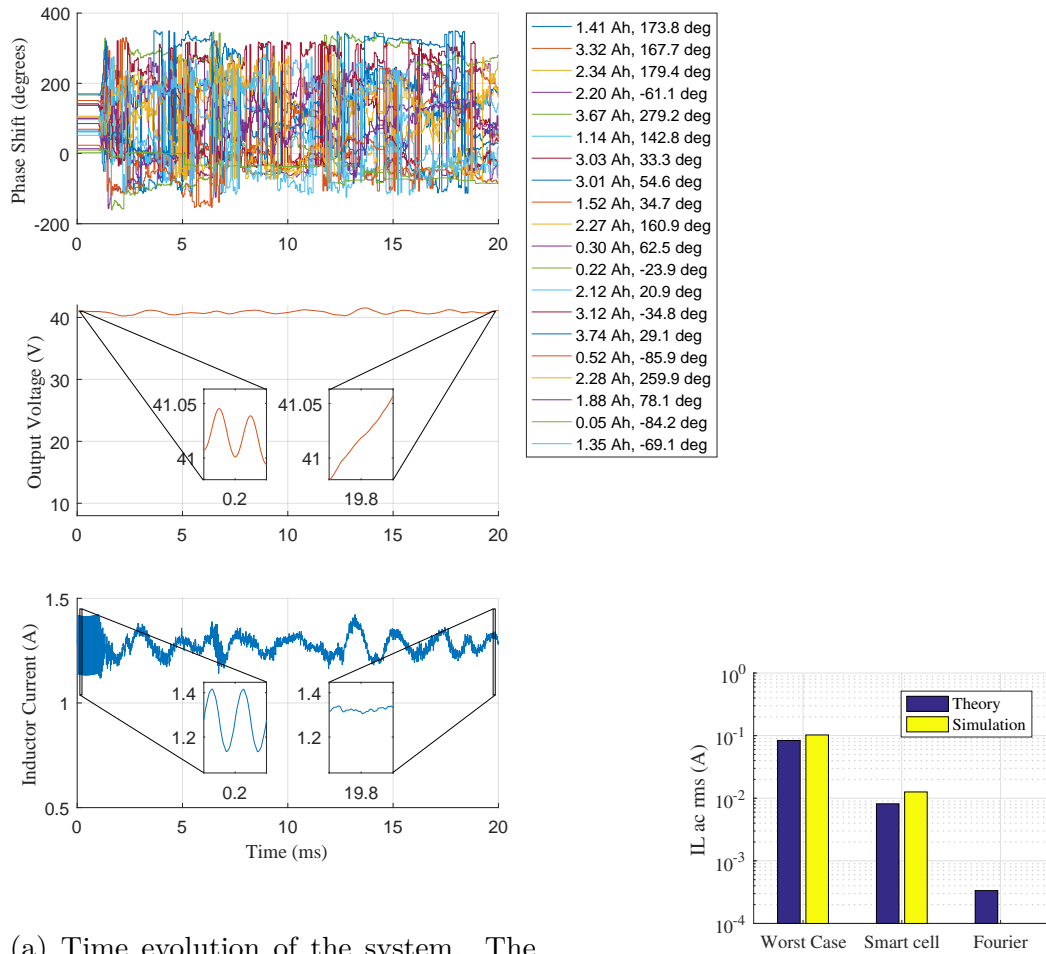 Phase Shift (degrees)
400
200
0
-200
0 5 10 15 20
1.41 Ah, 173.8 deg
3.32 Ah, 167.7 deg
2.34 Ah, 179.4 deg
2.20 Ah, -61.1 deg
3.67 Ah, 279.2 deg
1.14 Ah, 142.8 deg
3.03 Ah, 33.3 deg
3.01 Ah, 54.6 deg
1.52 Ah, 34.7 deg
2.27 Ah, 160.9 deg
0.30 Ah, 62.5 deg
0.22 Ah, -23.9 deg
2.12 Ah, 20.9 deg
3.12 Ah, -34.8 deg
3.74 Ah, 29.1 deg
0.52 Ah, -85.9 deg
2.28 Ah, 259.9 deg
1.88 Ah, 78.1 deg
0.05 Ah, -84.2 deg
1.35 Ah, -69.1 deg
Output Voltage (V)
40
30
20
10
0 5 10 15 20
41.05
41
0.2
41.05
41
19.8
Inductor Current (A)
1.5
1
0.5
0 5 10 15 20
Time (ms)
1.4
1.2
0.2
1.4
1.2
19.8
IL ac rms (A)
10^0
10^-1
10^-2
10^-3
10^-4
Theory
Simulation
Worst Case Smart cell Fourier
(a) Time evolution of the system. The